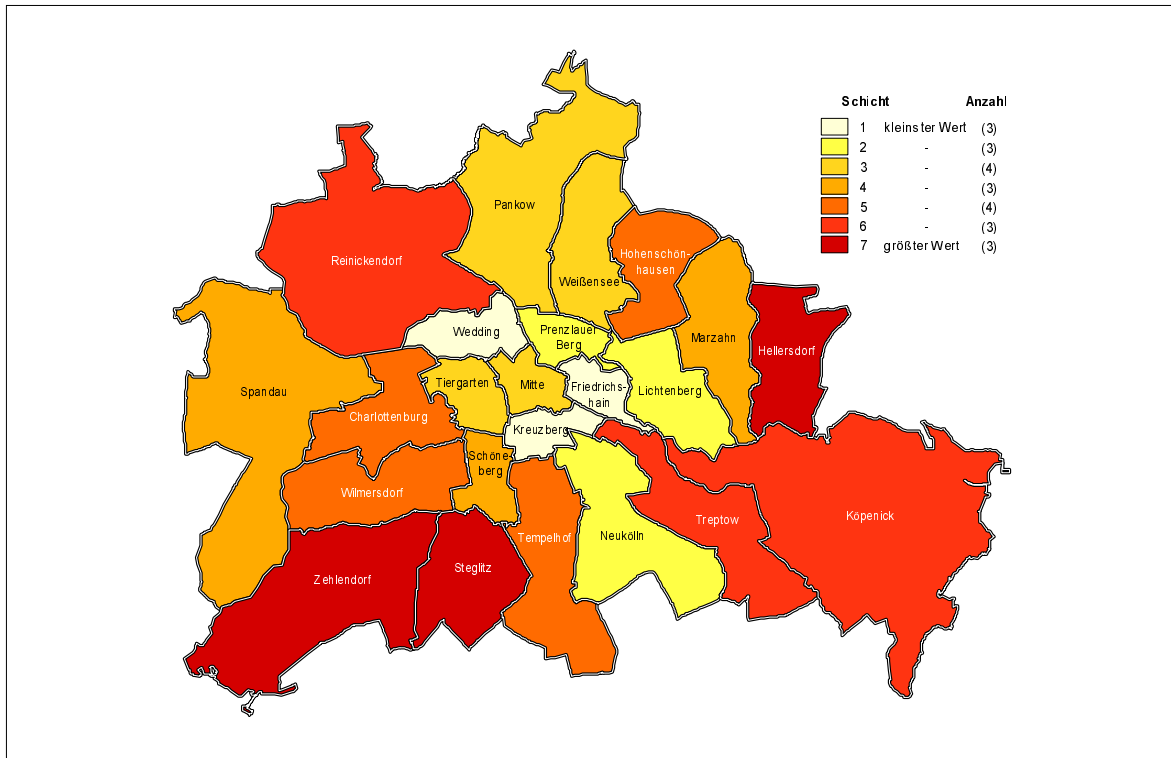 Schicht Anzahl
1 kleinster Wert (3)
2 - (3)
3 - (4)
4 - (3)
5 - (4)
6 - (3)
7 größter Wert (3)
Pankow
Reinickendorf
Hohenschön-
hausen
Weißensee
Wedding
Prenzlauer
Berg
Marzahn
Hellersdorf
Spandau
Tiergarten
Mitte
Friedrichs-
hain
Lichtenberg
Charlottenburg
Kreuzberg
Schöne-
berg
Wilmersdorf
Tempelhof
Neukölln
Treptow
Köpenick
Zehlendorf
Steglitz